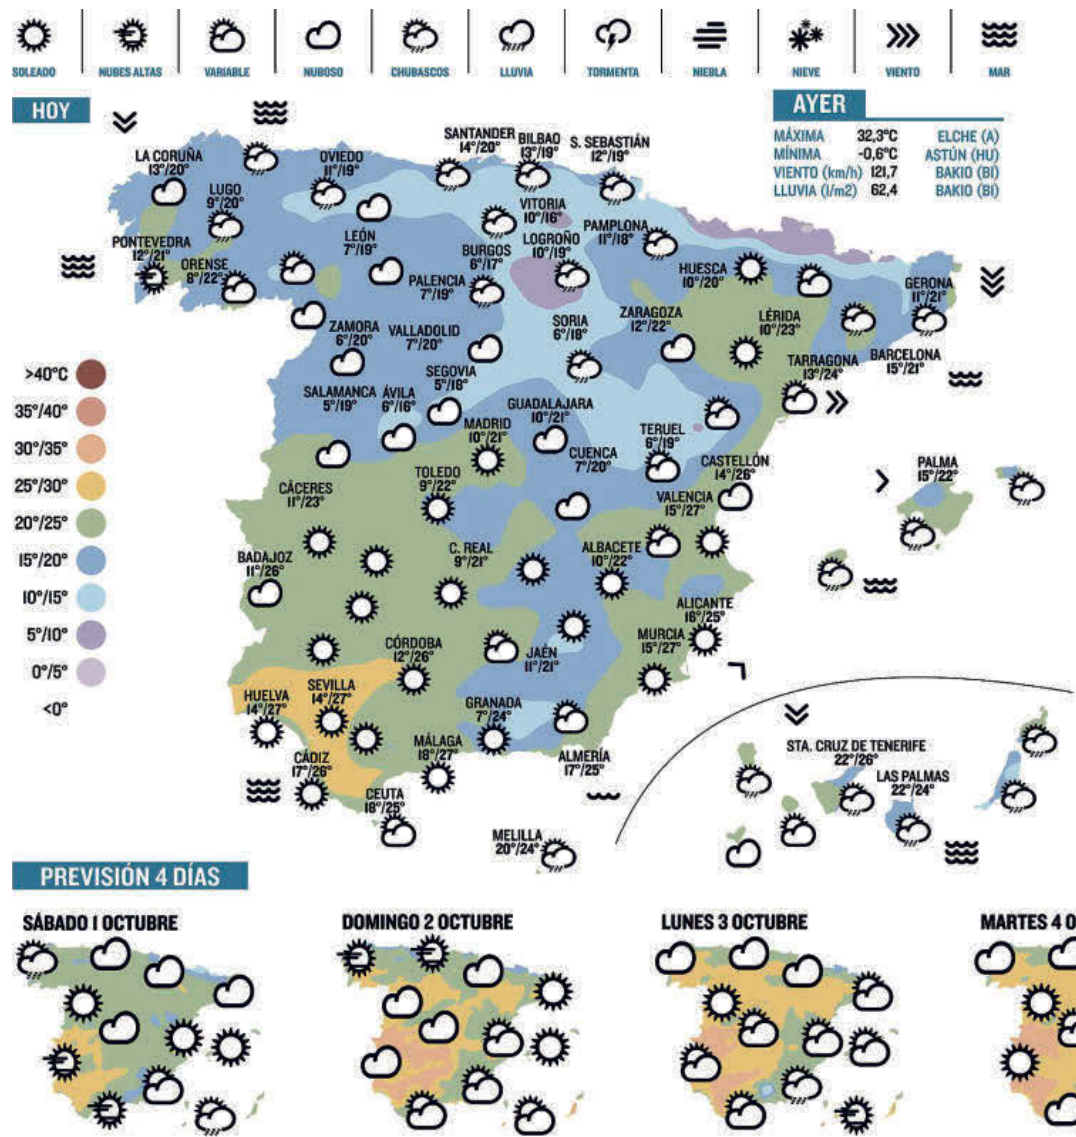 SOLEADO
NUBES ALTAS
VARIABLE
NUBOSO
CHUBASCOS
LLUVIA
TORMENTA
NIEBLA
NIEVE
VIENTO
MAR
HOY
AYER
MÁXIMA 32,3°C ELCHE (A)
MÍNIMA -0,6°C ASTÚN (HU)
VIENTO (km/h) 121,7 BAKIO (BI)
LLUVIA (l/m2) 62,4 BAKIO (BI)
LA CORUÑA
13°/20°
LUGO
9°/20°
OVIEDO
11°/19°
SANTANDER
14°/20°
BILBAO
13°/19°
S. SEBASTIÁN
12°/19°
VITORIA
10°/16°
PAMPLONA
11°/18°
PONTEVEDRA
12°/21°
ORENSE
8°/22°
LEÓN
7°/19°
BURGOS
6°/17°
LOGROÑO
10°/19°
PALENCIA
7°/19°
HUESCA
10°/20°
GERONA
11°/21°
ZAMORA
6°/20°
VALLADOLID
7°/20°
SORIA
6°/18°
ZARAGOZA
12°/22°
LÉRIDA
10°/23°
BARCELONA
15°/21°
TARRAGONA
13°/24°
SEGOVIA
5°/18°
SALAMANCA
5°/19°
ÁVILA
6°/16°
GUADALAJARA
10°/21°
MADRID
10°/21°
TERUEL
6°/19°
CUENCA
7°/20°
CASTELLÓN
14°/26°
TOLEDO
9°/22°
CÁCERES
11°/23°
VALENCIA
15°/27°
PALMA
15°/22°
BADAJOZ
11°/26°
C. REAL
9°/21°
ALBACETE
10°/22°
ALICANTE
16°/25°
MURCIA
15°/27°
CÓRDOBA
12°/26°
JAÉN
11°/21°
HUELVA
14°/27°
SEVILLA
14°/27°
GRANADA
7°/24°
MÁLAGA
18°/27°
ALMERÍA
17°/25°
CÁDIZ
17°/26°
CEUTA
18°/25°
MELILLA
20°/24°
STA. CRUZ DE TENERIFE
22°/26°
LAS PALMAS
22°/24°
>40°C
35°/40°
30°/35°
25°/30°
20°/25°
15°/20°
10°/15°
5°/10°
0°/5°
<0°
PREVISIÓN 4 DÍAS
SÁBADO 1 OCTUBRE
DOMINGO 2 OCTUBRE
LUNES 3 OCTUBRE
MARTES 4 O